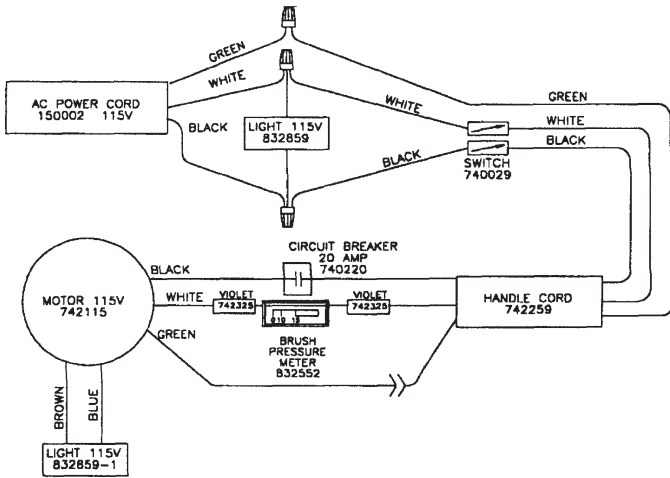 GREEN
WHITE
AC POWER CORD
150002 115V
BLACK
LIGHT 115V
832859
WHITE
BLACK
GREEN
WHITE
BLACK
SWITCH
740029
CIRCUIT BREAKER
20 AMP
740220
BLACK
MOTOR 115V
742115
WHITE
VIOLET
742325
VIOLET
742325
HANDLE CORD
742259
GREEN
BRUSH
PRESSURE
METER
832552
BROWN
BLUE
LIGHT 115V
832859-1